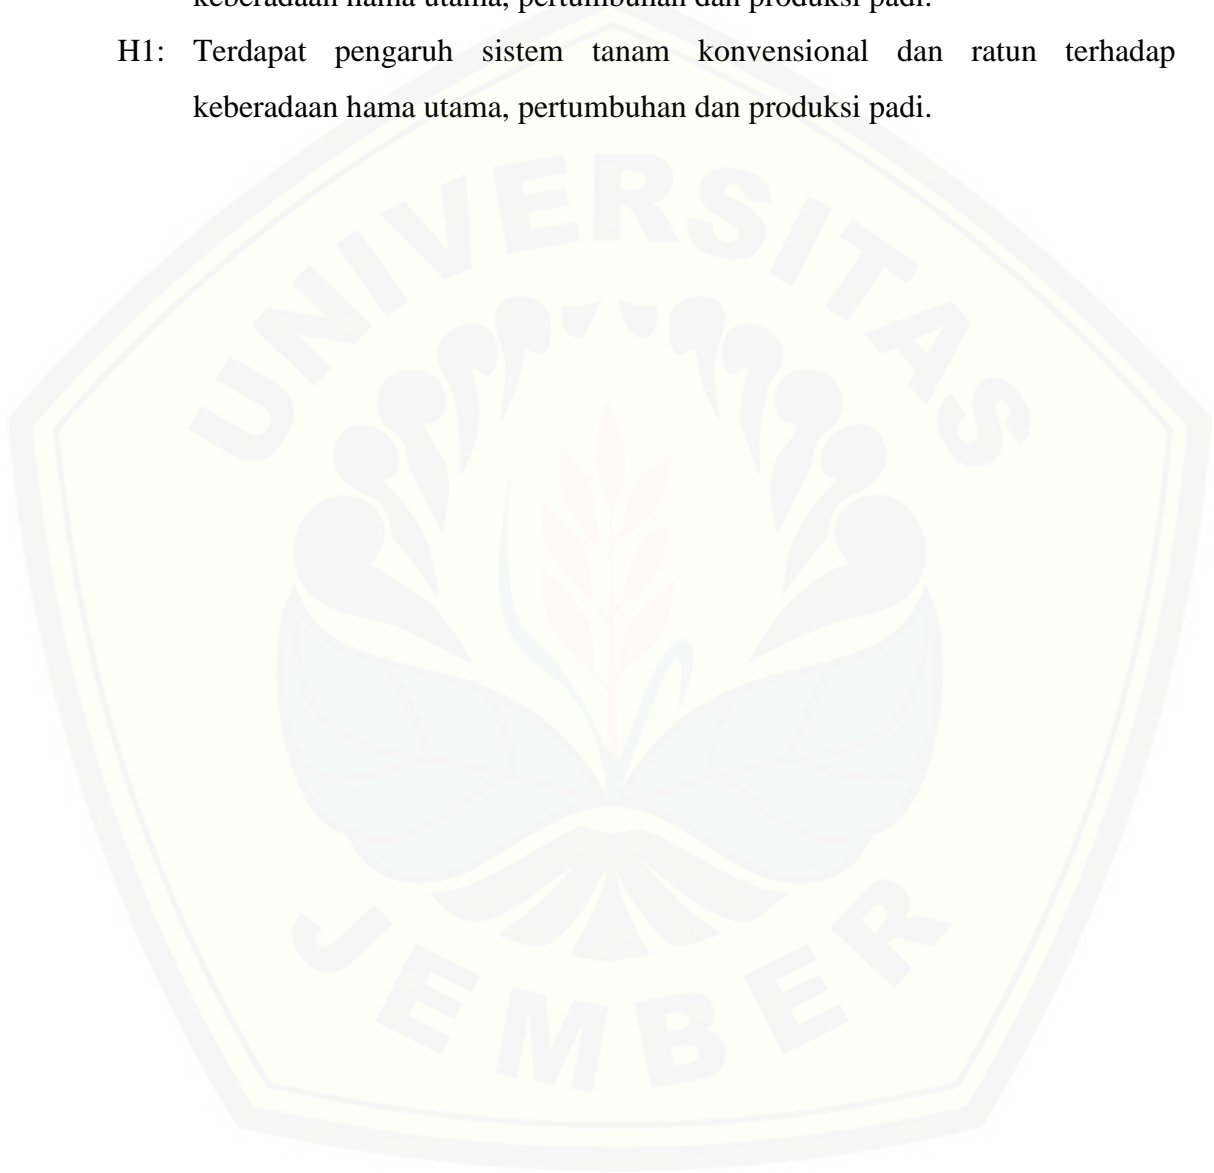 keberadaan hama utama, pertumbuhan dan produksi padi.
H1: Terdapat pengaruh sistem tanam konvensional dan ratun terhadap
keberadaan hama utama, pertumbuhan dan produksi padi.
UNIVERSITAS
JEMBER